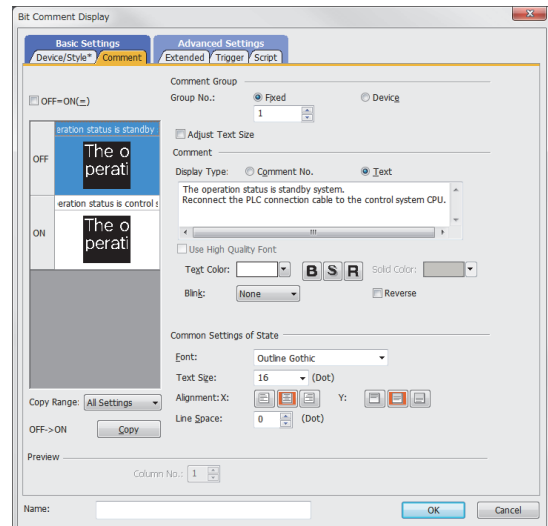 Bit Comment Display
Basic Settings
Advanced Settings
Device/Style* Comment Extended Trigger Script
Comment Group
Group No.: Fixed Device
1
OFF=ON(=)
Adjust Text Size
Comment
Display Type: Comment No. Text
The operation status is standby system.
Reconnect the PLC connection cable to the control system CPU.
eration status is standby
OFF
The o
perati
eration status is control s
ON
The o
perati
Use High Quality Font
Text Color: B S R Solid Color:
Blink: None Reverse
Common Settings of State
Font: Outline Gothic
Text Size: 16 (Dot)
Alignment: X: Y:
Line Space: 0 (Dot)
Copy Range: All Settings
OFF->ON Copy
Preview
Column No.: 1
Name:
OK Cancel